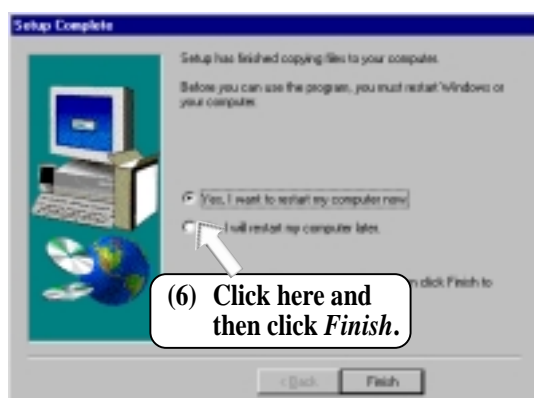 Setup Complete
Setup has finished copying files to your computer.
Before you can use the program, you must restart Windows or
your computer.
Yes, I want to restart my computer now.
I will restart my computer later.
click Finish to
(6) Click here and
then click Finish.
< Back
Finish